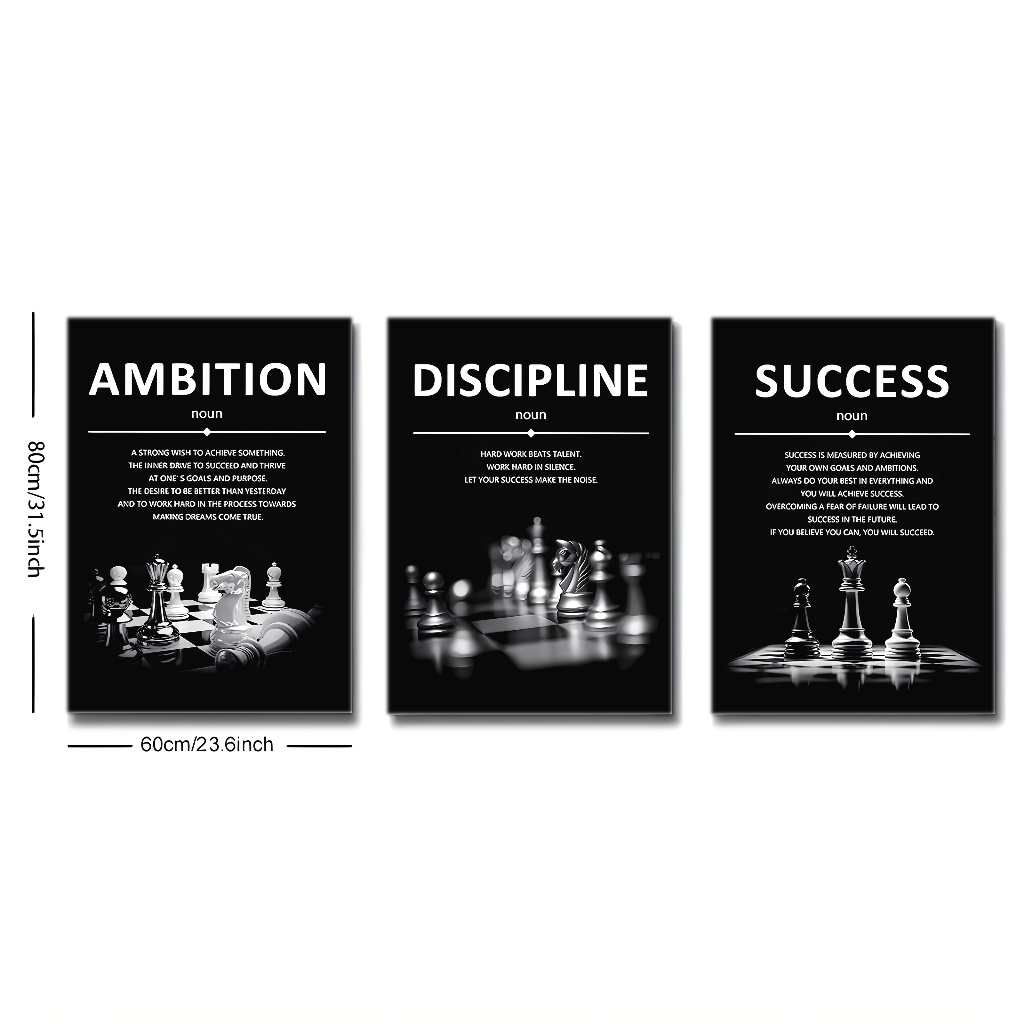 AMBITION
noun
A STRONG WISH TO ACHIEVE SOMETHING.
THE INNER DRIVE TO SUCCEED AND THRIVE
AT ONE'S GOALS AND PURPOSE.
THE DESIRE TO BE BETTER THAN YESTERDAY
AND TO WORK HARD IN THE PROCESS TOWARDS
MAKING DREAMS COME TRUE.
DISCIPLINE
noun
HARD WORK BEATS TALENT.
WORK HARD IN SILENCE.
LET YOUR SUCCESS MAKE THE NOISE.
SUCCESS
noun
SUCCESS IS MEASURED BY ACHIEVING
YOUR OWN GOALS AND AMBITIONS.
ALWAYS DO YOUR BEST IN EVERYTHING AND
YOU WILL ACHIEVE SUCCESS.
OVERCOMING A FEAR OF FAILURE WILL LEAD TO
SUCCESS IN THE FUTURE.
IF YOU BELIEVE YOU CAN, YOU WILL SUCCEED.
80cm/31.5inch
60cm/23.6inch